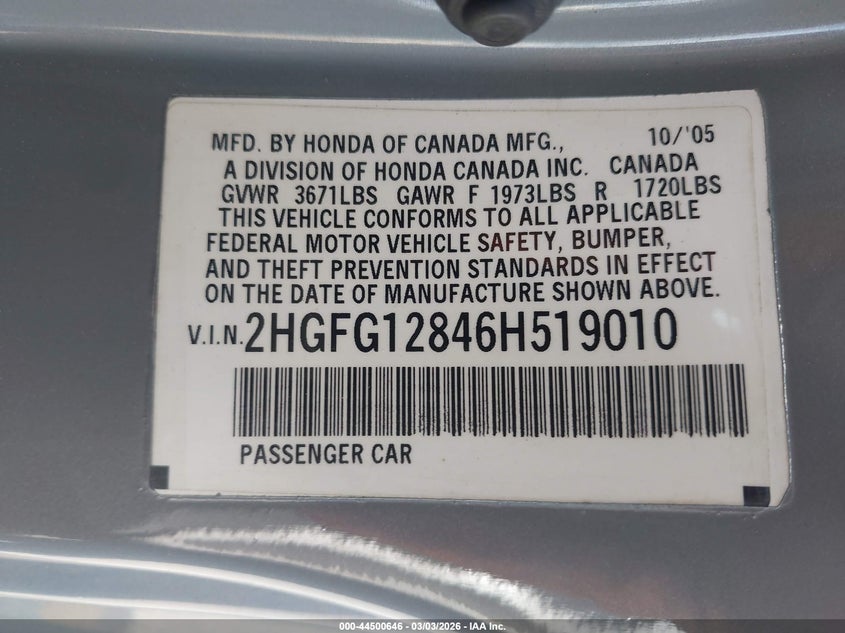 MFD. BY HONDA OF CANADA MFG., 10/'05
A DIVISION OF HONDA CANADA INC. CANADA
GVWR 3671LBS GAWR F 1973LBS R 1720LBS
THIS VEHICLE CONFORMS TO ALL APPLICABLE
FEDERAL MOTOR VEHICLE SAFETY, BUMPER,
AND THEFT PREVENTION STANDARDS IN EFFECT
ON THE DATE OF MANUFACTURE SHOWN ABOVE.
V.I.N. 2HGFG12846H519010
PASSENGER CAR
000-44500646 - 03/03/2026 - IAA Inc.